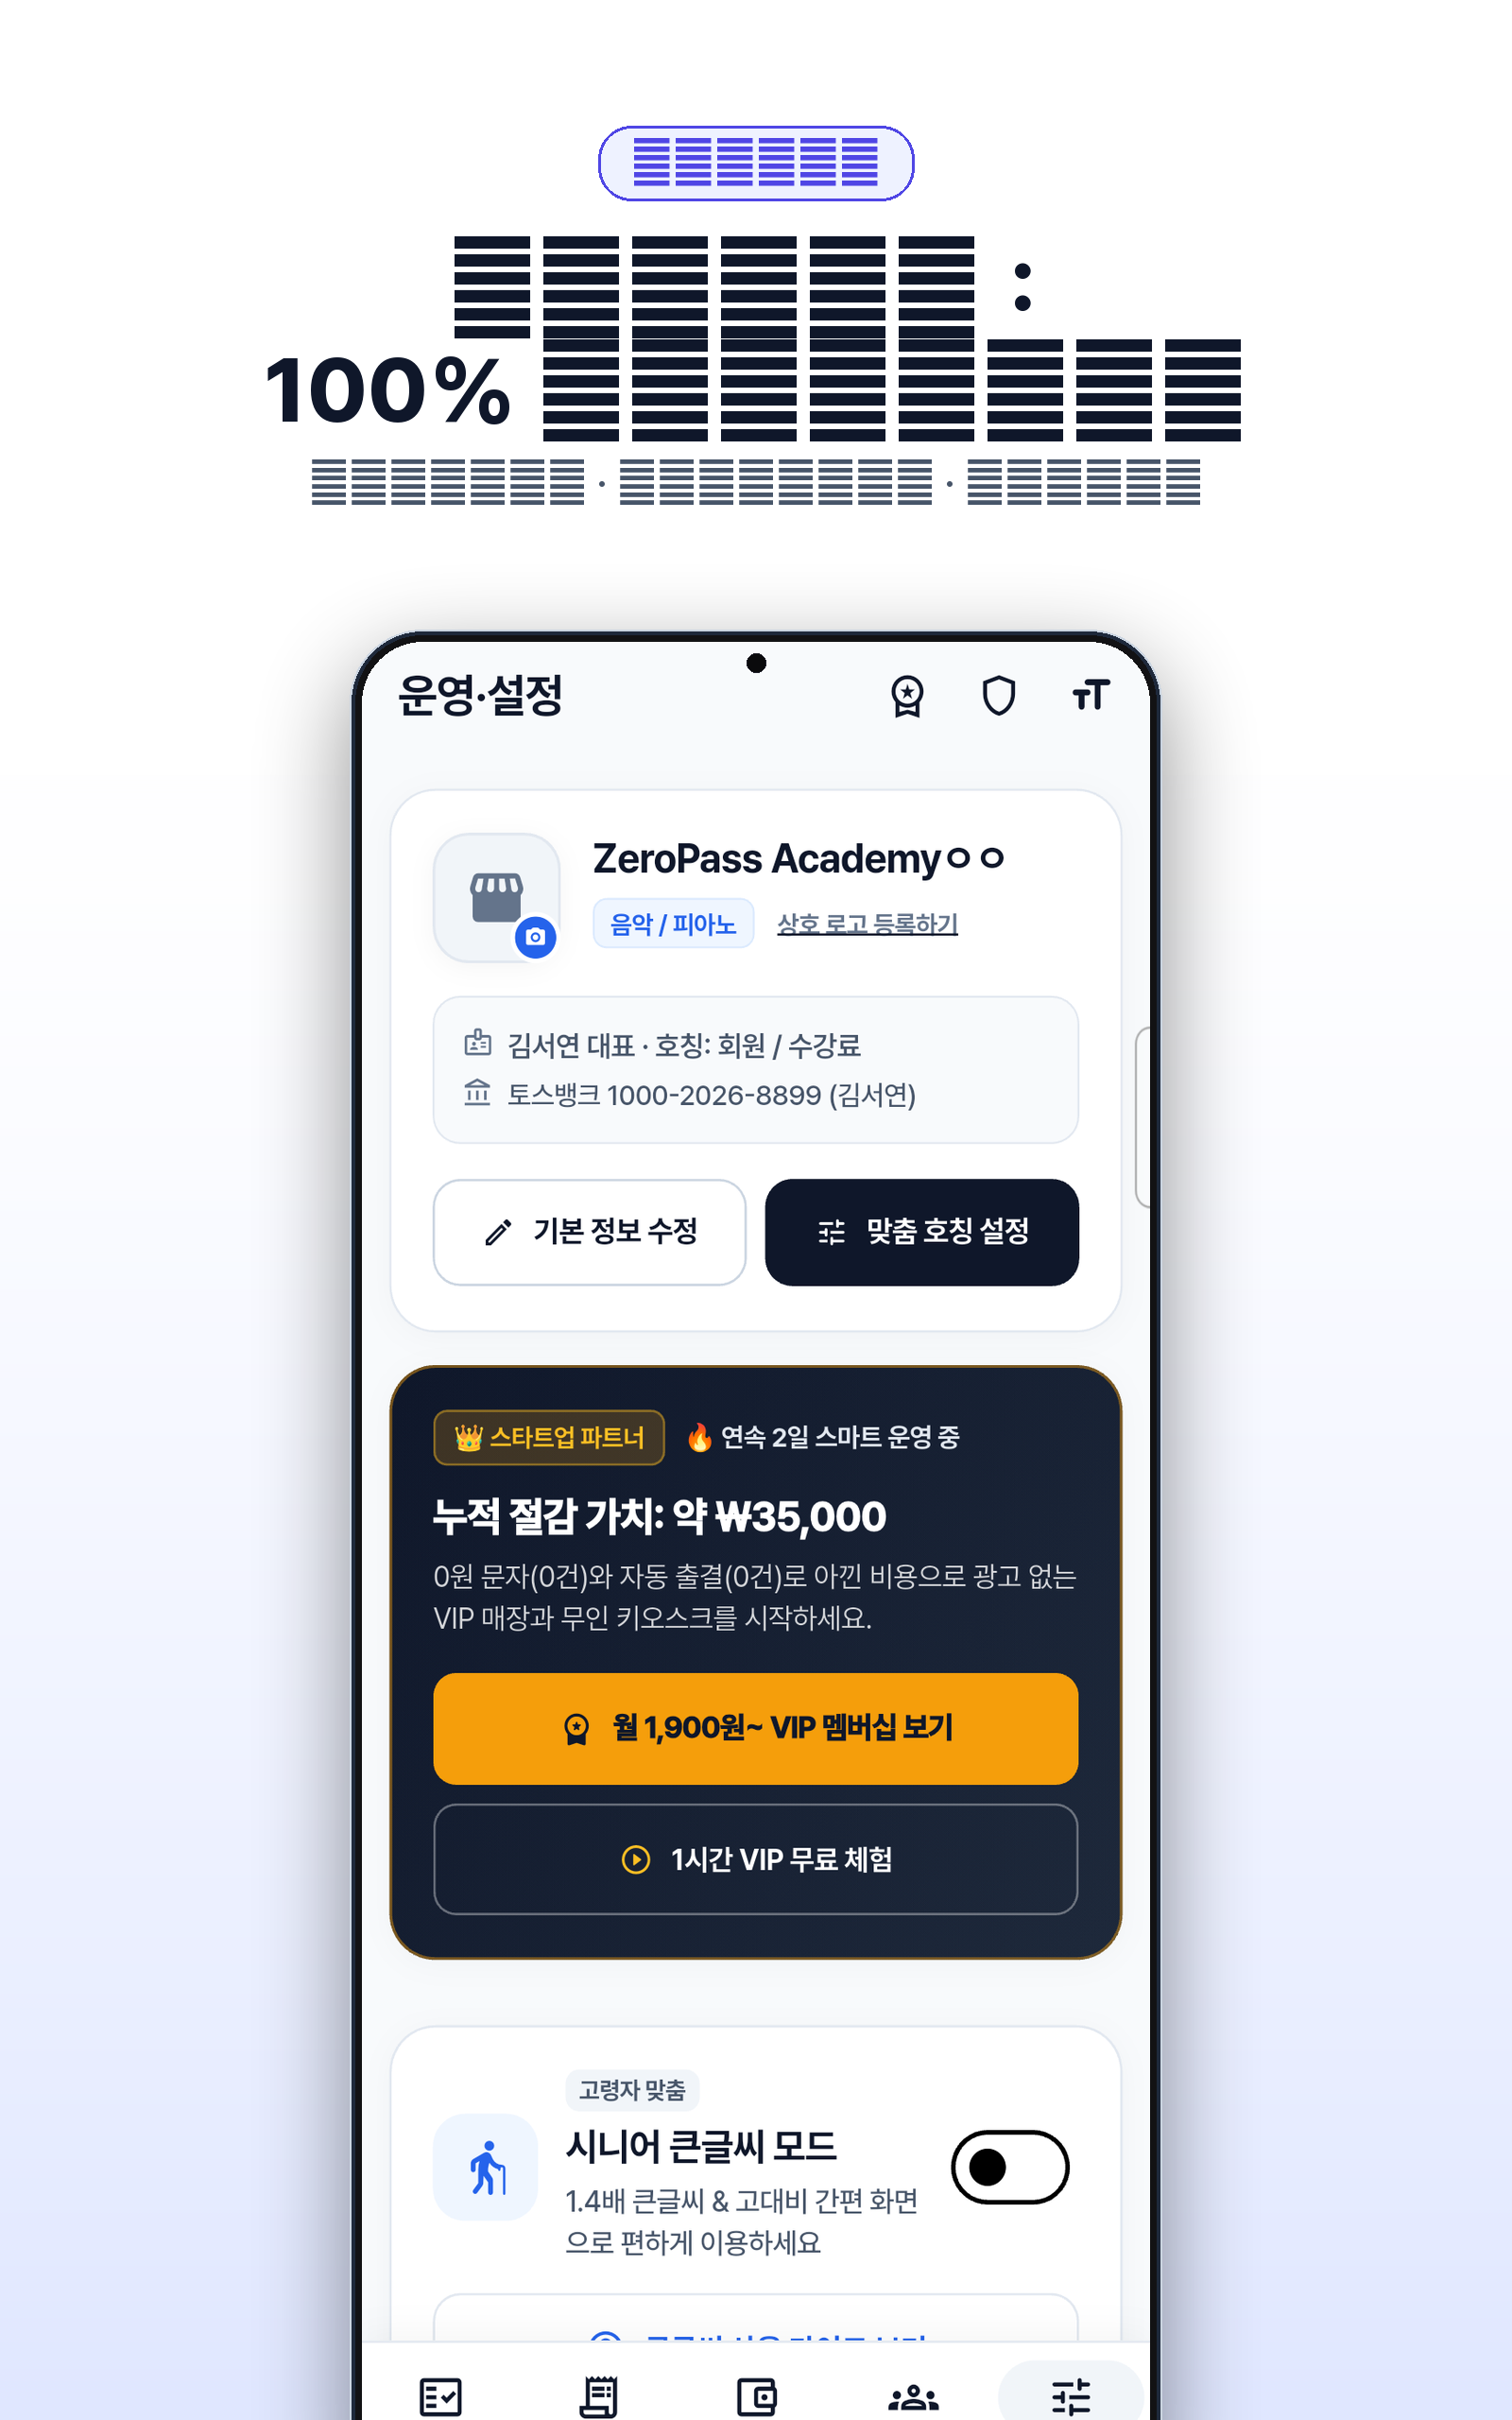 :
100%
· ·
운영·설정
ZeroPass Academyㅇㅇ
음악 / 피아노 상호 로고 등록하기
김서연 대표 · 호칭: 회원 / 수강료
토스뱅크 1000-2026-8899 (김서연)
기본 정보 수정 맞춤 호칭 설정
👑 스타트업 파트너 🔥 연속 2일 스마트 운영 중
누적 절감 가치: 약 ₩35,000
0원 문자(0건)와 자동 출결(0건)로 아낀 비용으로 광고 없는
VIP 매장과 무인 키오스크를 시작하세요.
월 1,900원~ VIP 멤버십 보기
1시간 VIP 무료 체험
고령자 맞춤
시니어 큰글씨 모드
1.4배 큰글씨 & 고대비 간편 화면
으로 편하게 이용하세요